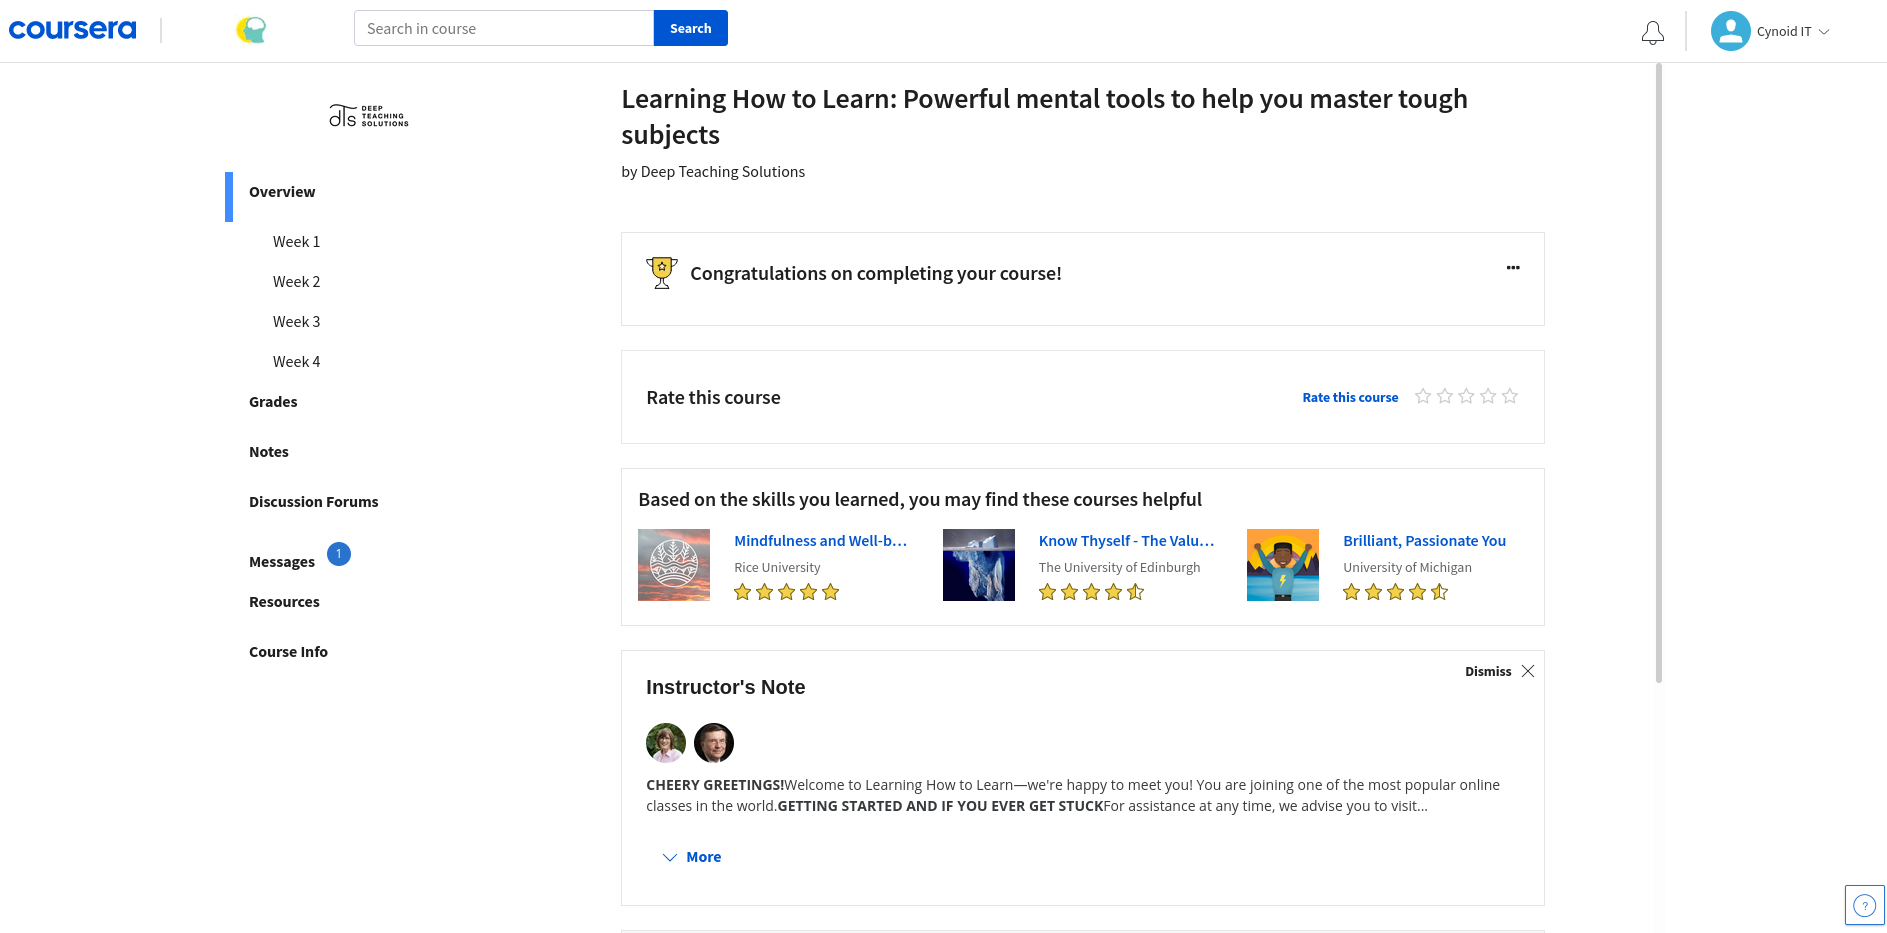 coursera
Search in course
Search
Cynoid IT
dts DEEP
TEACHING
SOLUTIONS
Overview
Week 1
Week 2
Week 3
Week 4
Grades
Notes
Discussion Forums
Messages 1
Resources
Course Info
Learning How to Learn: Powerful mental tools to help you master tough
subjects
by Deep Teaching Solutions
Congratulations on completing your course!
Rate this course
Rate this course
Based on the skills you learned, you may find these courses helpful
Mindfulness and Well-b...
Rice University
Know Thyself - The Valu...
The University of Edinburgh
Brilliant, Passionate You
University of Michigan
Dismiss
Instructor's Note
CHEERY GREETINGS!Welcome to Learning How to Learn—we're happy to meet you! You are joining one of the most popular online
classes in the world.GETTING STARTED AND IF YOU EVER GET STUCKFor assistance at any time, we advise you to visit...
More
?